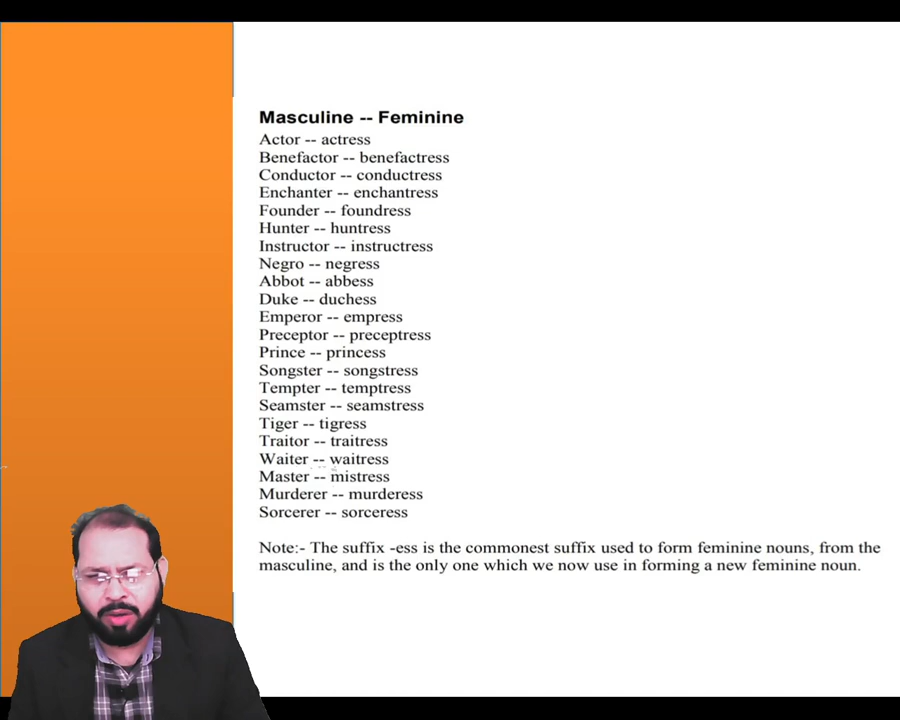 Masculine -- Feminine
Actor -- actress
Benefactor -- benefactress
Conductor -- conductress
Enchanter -- enchantress
Founder -- foundress
Hunter -- huntress
Instructor -- instructress
Negro -- negress
Abbot -- abbess
Duke -- duchess
Emperor -- empress
Preceptor -- preceptress
Prince -- princess
Songster -- songstress
Tempter -- temptress
Seamster -- seamstress
Tiger -- tigress
Traitor -- traitress
Waiter -- waitress
Master -- mistress
Murderer -- murderess
Sorcerer -- sorceress
Note:- The suffix -ess is the commonest suffix used to form feminine nouns, from the
masculine, and is the only one which we now use in forming a new feminine noun.